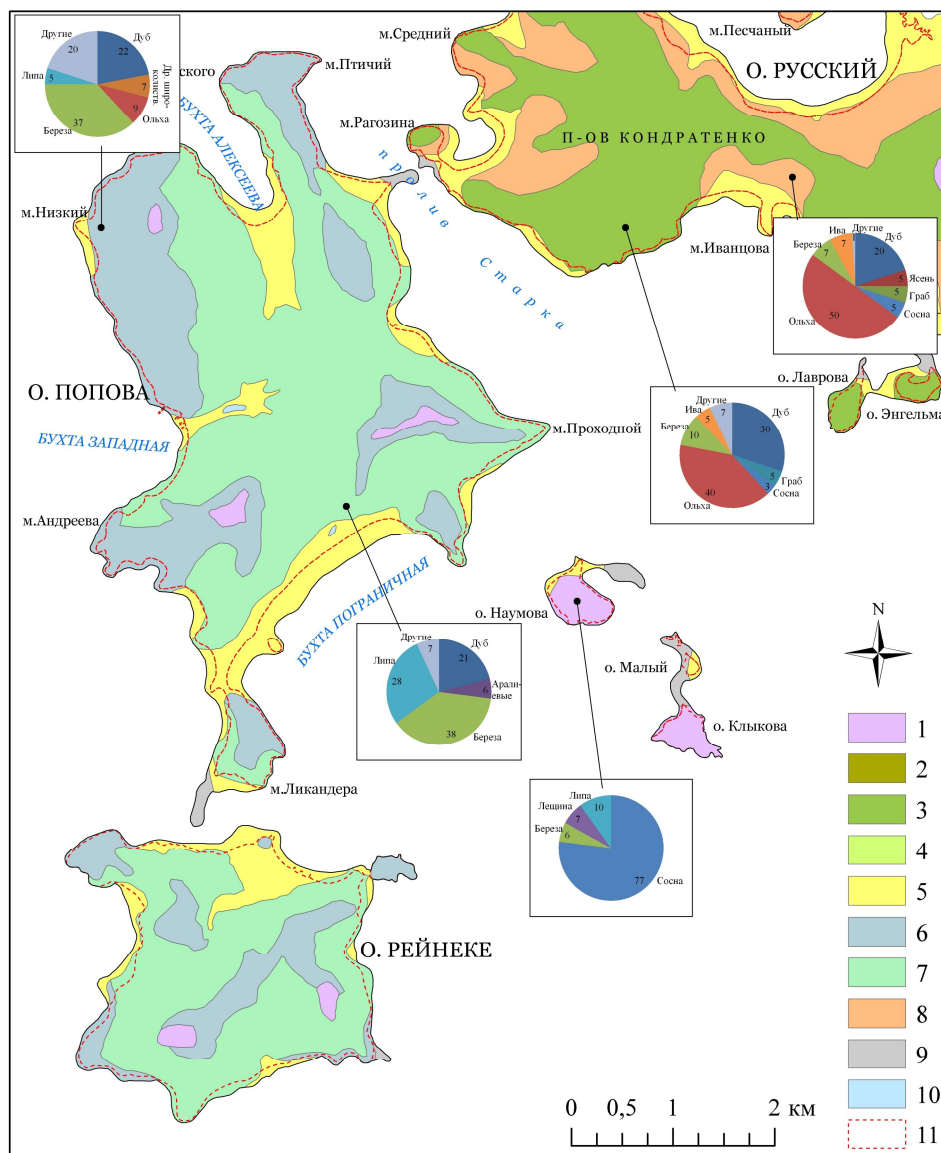 Другие
20
Дуб
22
Липа
5
7
Др. широколиств
9
Ольха
Береза
37
ского
м.Птичий
м.Средний
м.Песчаный
О. РУССКИЙ
м.Рагозина
П-ОВ КОНДРАТЕНКО
БУХТА АЛЕКСЕЕВА
пролив Старка
м.Низкий
м.Иванцова
Ива
Другие
Дуб
Береза
7
7
20
Ясень
5
Граб
5
Сосна
5
Ольха
50
о. Лаврова
о. Энгельма
О. ПОПОВА
БУХТА ЗАПАДНАЯ
м.Проходной
Другие
Ива
7
Дуб
5
30
Береза
10
Граб
5
Сосна
3
Ольха
40
м.Андреева
БУХТА ПОГРАНИЧНАЯ
о. Наумова
Другие
7
Дуб
21
Липа
28
Арали-
евые
6
Береза
38
о. Малый
о. Клыкова
N
м.Ликандера
Липа
10
Лещина
7
Береза
6
77
Сосна
О. РЕЙНЕКЕ
1
2
3
4
5
6
7
8
9
10
11
0 0,5 1 2 км